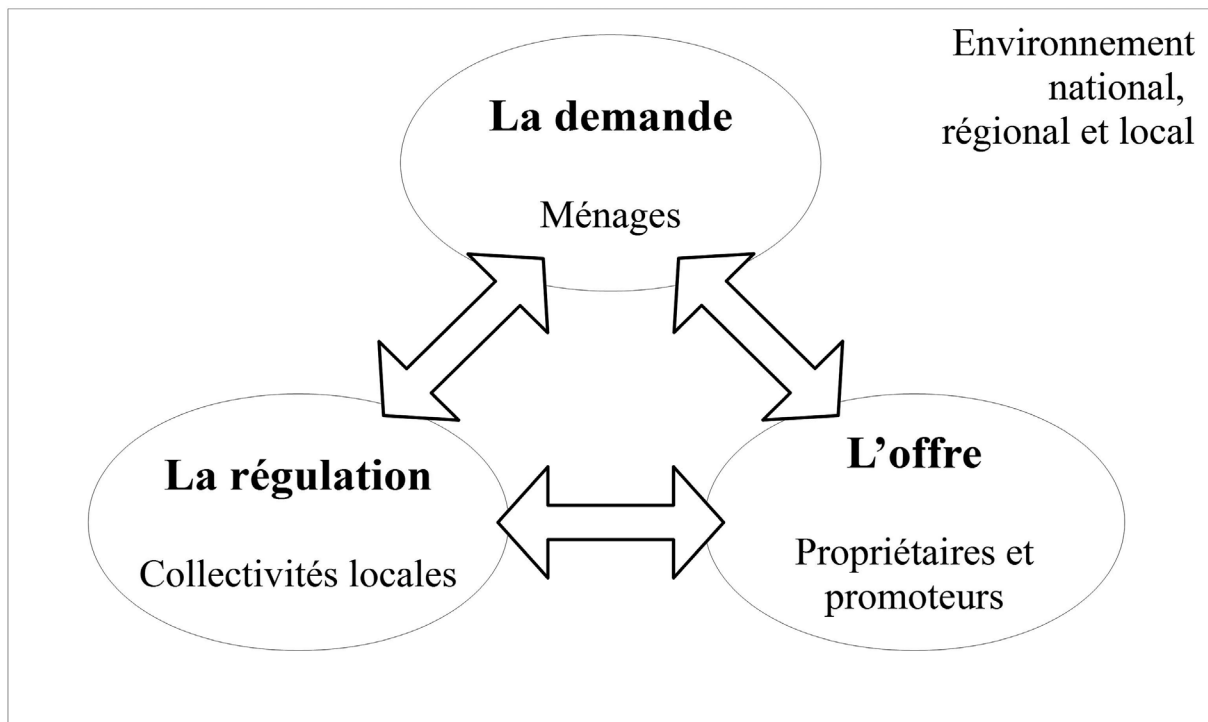 Environnement
national,
régional et local
La demande
Ménages
La régulation
Collectivités locales
L’offre
Propriétaires et
promoteurs